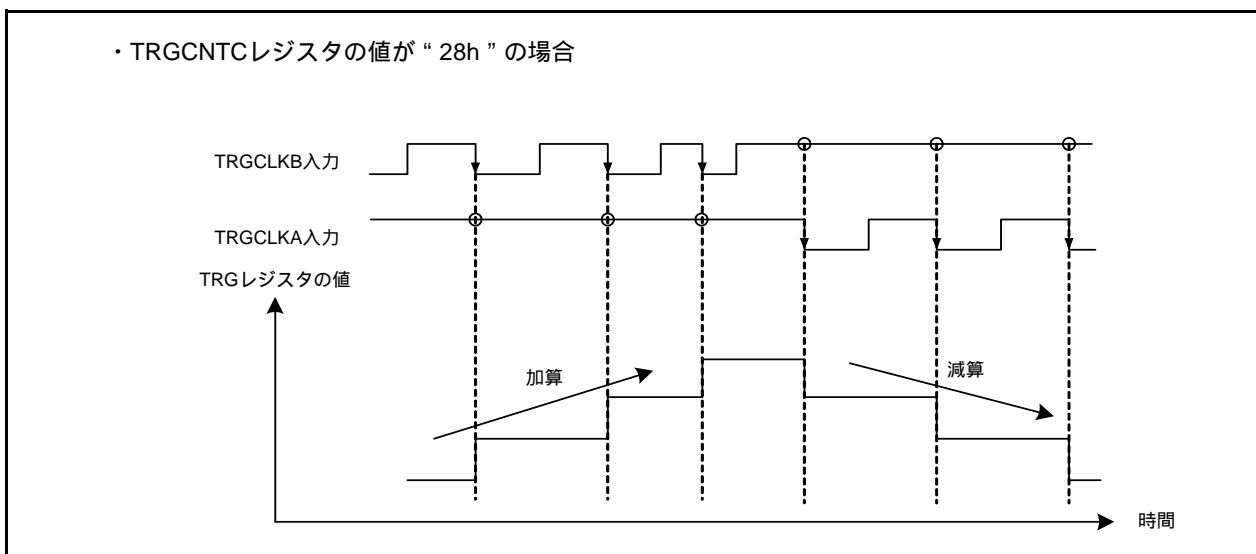 ・TRGCNTCレジスタの値が “ 28h ” の場合
TRGCLKB入力
TRGCLKA入力
TRGレジスタの値
加算
減算
時間